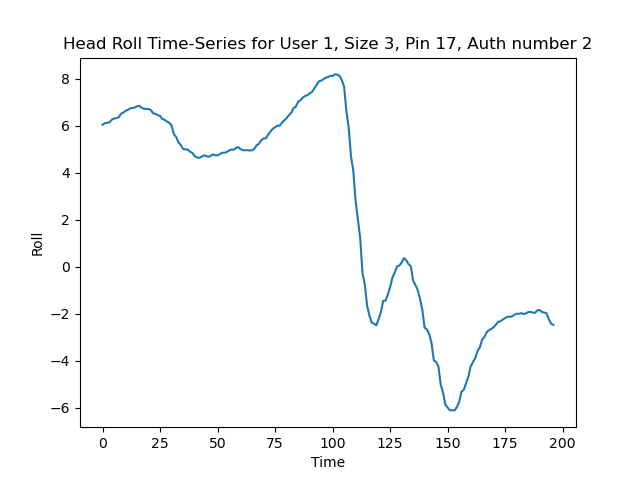 Head Roll Time-Series for User 1, Size 3, Pin 17, Auth number 2
8
6
4
2
0
−2
−4
−6
Roll
0 25 50 75 100 125 150 175 200
Time